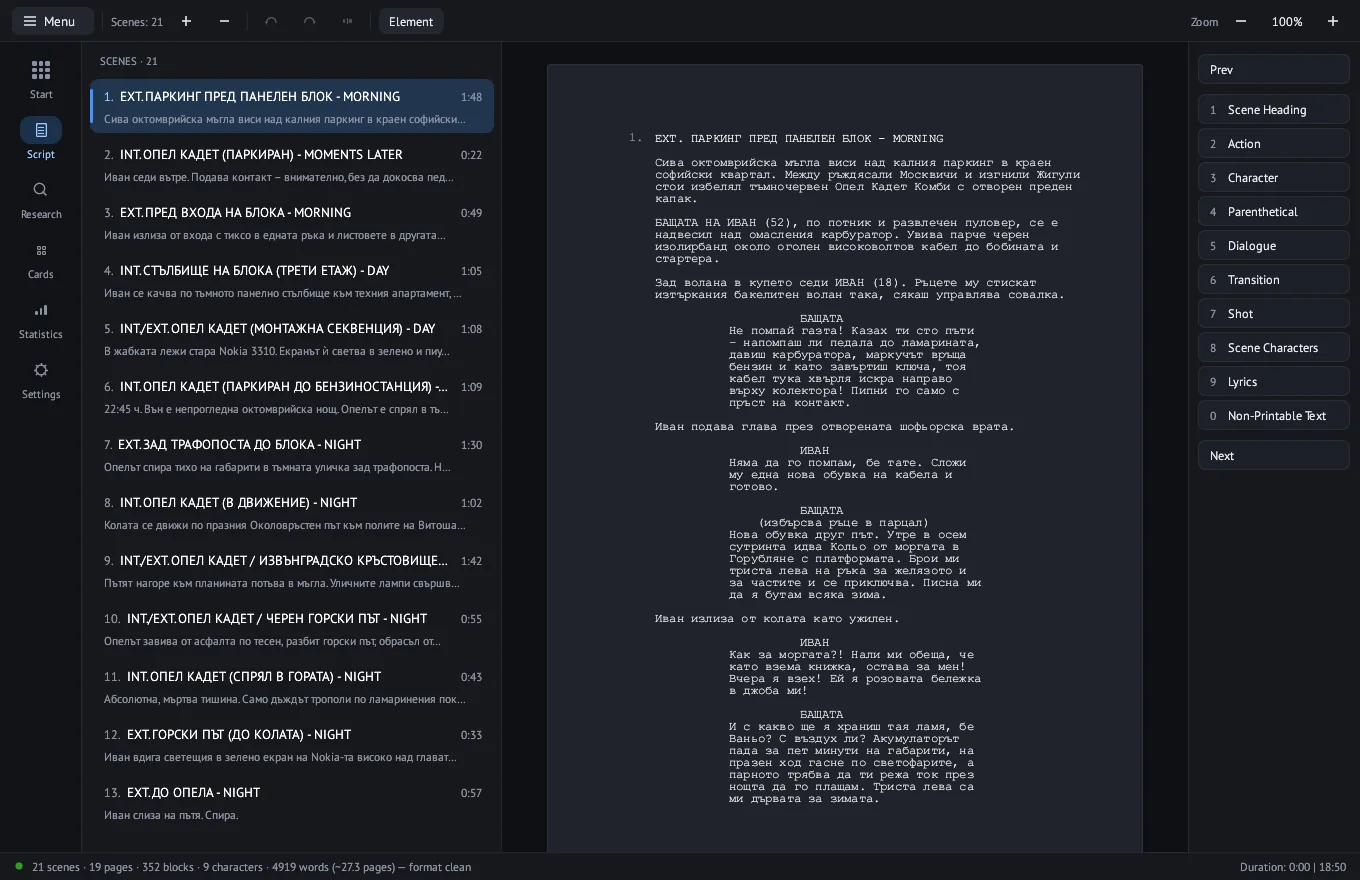 Menu
Scenes: 21
Element
Zoom
100%
Start
Script
Research
Cards
Statistics
Settings
SCENES · 21
1. EXT. ПАРКИНГ ПРЕД ПАНЕЛЕН БЛОК - MORNING 1:48
Сива октомврийска мъгла виси над калния паркинг в краен софийски...
2. INT. ОПЕЛ КАДЕТ (ПАРКИРАН) - MOMENTS LATER 0:22
Иван седи вътре. Подава контакт – внимателно, без да докосва пед...
3. EXT. ПРЕД ВХОДА НА БЛОКА - MORNING 0:49
Иван излиза от входа с тиксо в едната ръка и листовете в другата...
4. INT. СТЪЛБИЩЕ НА БЛОКА (ТРЕТИ ЕТАЖ) - DAY 1:05
Иван се качва по тъмното панелно стълбище към техния апартамент, ...
5. INT./EXT. ОПЕЛ КАДЕТ (МОНТАЖНА СЕКВЕНЦИЯ) - DAY 1:08
В жабката лежи стара Nokia 3310. Екранът ѝ светва в зелено и пиу...
6. INT. ОПЕЛ КАДЕТ (ПАРКИРАН ДО БЕНЗИНОСТАНЦИЯ) -... 1:09
22:45 ч. Вън е непрогледна октомврийска нощ. Опелът е спрял в тъ...
7. EXT. ЗАД ТРАФОПОСТА ДО БЛОКА - NIGHT 1:30
Опелът спира тихо на габарити в тъмната уличка зад трафопоста. Н...
8. INT. ОПЕЛ КАДЕТ (В ДВИЖЕНИЕ) - NIGHT 1:02
Колата се движи по празния Околовръстен път към полите на Витоша...
9. INT/EXT. ОПЕЛ КАДЕТ / ИЗВЪНГРАДСКО КРЪСТОВИЩЕ... 1:42
Пътят нагоре към планината потъва в мъгла. Уличните лампи свършв...
10. INT./EXT. ОПЕЛ КАДЕТ / ЧЕРЕН ГОРСКИ ПЪТ - NIGHT 0:55
Опелът завива от асфалта по тесен, разбит горски път, обрасъл от...
11. INT. ОПЕЛ КАДЕТ (СПРЯЛ В ГОРАТА) - NIGHT 0:43
Абсолютна, мъртва тишина. Само дъждът трополи по ламаринения пок...
12. EXT. ГОРСКИ ПЪТ (ДО КОЛАТА) - NIGHT 0:33
Иван вдига светещия в зелено екран на Nokia-та високо над глават...
13. EXT. ДО ОПЕЛА - NIGHT 0:57
Иван слиза на пътя. Спира.
1. EXT. ПАРКИНГ ПРЕД ПАНЕЛЕН БЛОК - MORNING
Сива октомврийска мъгла виси над калния паркинг в краен
софийски квартал. Между ръждясали Москвичи и изгнили Жигули
стои избелял тъмночервен Опел Кадет Комби с отворен преден
капак.
БАЩАТА НА ИВАН (52), по потник и развлечен пуловер, се е
надвесил над омасления карбуратор. Увива парче черен
изолирбанд около оголен високоволтов кабел до бобината и
стартера.
Зад волана в купето седи ИВАН (18). Ръцете му стискат
изтъркания бакелитен волан така, сякаш управлява совалка.
БАЩАТА
Не помпай газта! Казах ти сто пъти
– напомпаш ли педала до ламарината,
давиш карбуратора, маркучът връща
бензин и като завъртиш ключа, тоя
кабел тука хвърля искра направо
върху колектора! Пипни го само с
пръст на контакт.
Иван подава глава през отворената шофьорска врата.
ИВАН
Няма да го помпам, бе тате. Сложи
му една нова обувка на кабела и
готово.
БАЩАТА
(избърсва ръце в парцал)
Нова обувка друг път. Утре в осем
сутринта идва Кольо от моргата в
Горубляне с платформата. Брои ми
триста лева на ръка за желязото и
за частите и се приключва. Писна ми
да я бутам всяка зима.
Иван излиза от колата като ужилен.
ИВАН
Как за моргата?! Нали ми обеща, че
като взема книжка, остава за мен!
Вчера я взех! Ей я розовата бележка
в джоба ми!
БАЩАТА
И с какво ще я храниш тая ламя, бе
Ваньо? С въздух ли? Акумулаторът
пада за пет минути на габарити, на
празен ход гасне по светофарите, а
парното трябва да ти режа ток през
нощта да го плащам. Триста лева са
ми дървата за зимата.
Prev
1 Scene Heading
2 Action
3 Character
4 Parenthetical
5 Dialogue
6 Transition
7 Shot
8 Scene Characters
9 Lyrics
0 Non-Printable Text
Next
21 scenes · 19 pages · 352 blocks · 9 characters · 4919 words (~27.3 pages) — format clean
Duration: 0:00 | 18:50